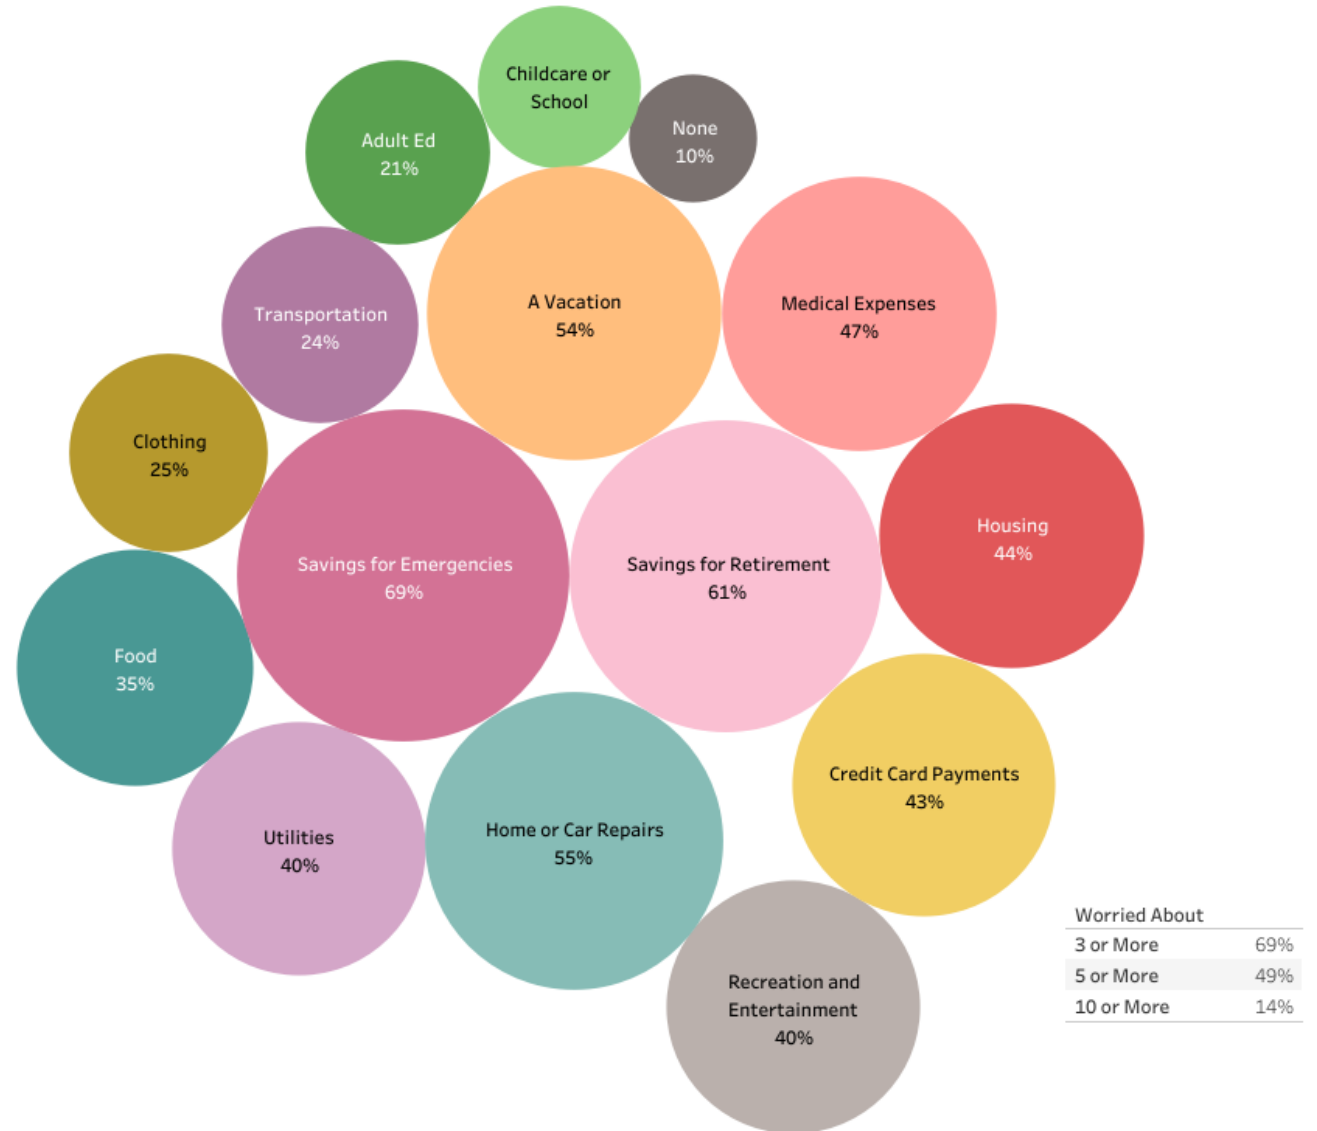 Childcare or
School
None
10%
Adult Ed
21%
A Vacation
54%
Medical Expenses
47%
Transportation
24%
Clothing
25%
Savings for Emergencies
69%
Savings for Retirement
61%
Housing
44%
Food
35%
Credit Card Payments
43%
Utilities
40%
Home or Car Repairs
55%
Recreation and
Entertainment
40%
Worried About
3 or More 69%
5 or More 49%
10 or More 14%